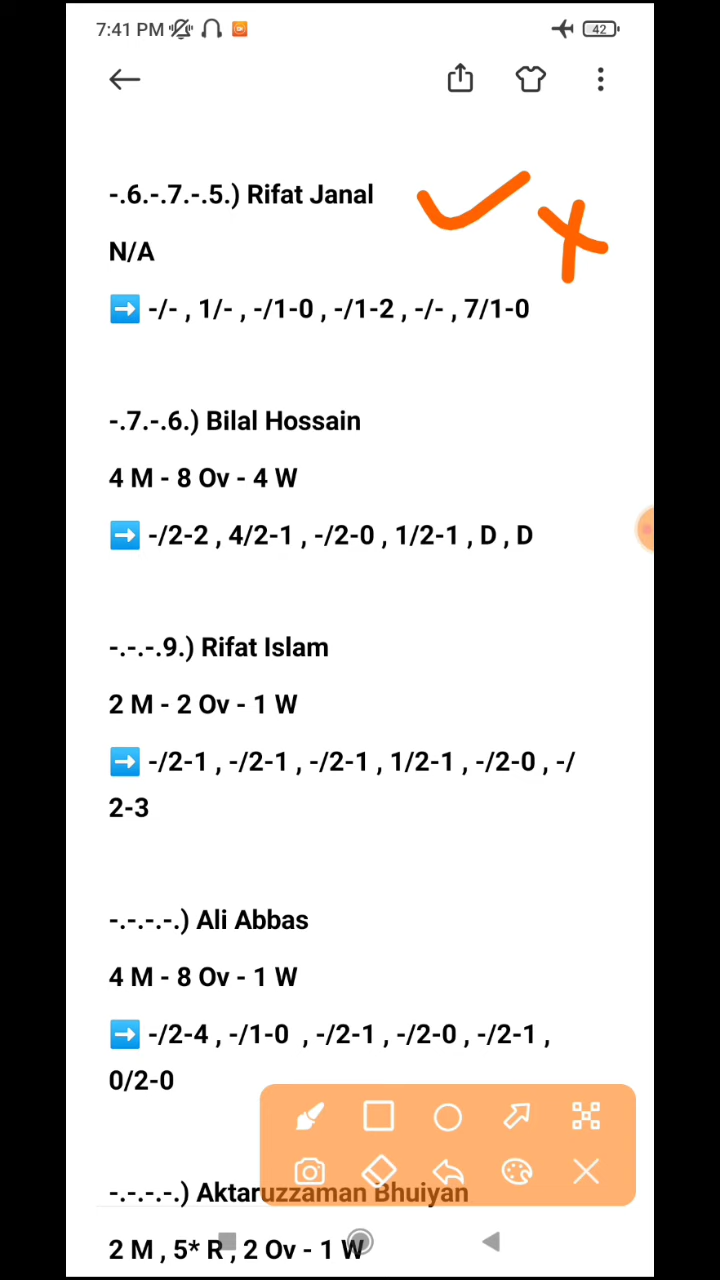 7:41 PM
42
-.6.-.7.-.5.) Rifat Janal
N/A
➡ -/- , 1/- , -/1-0 , -/1-2 , -/- , 7/1-0
-.7.-.6.) Bilal Hossain
4 M - 8 Ov - 4 W
➡ -/2-2 , 4/2-1 , -/2-0 , 1/2-1 , D , D
-.-.-.9.) Rifat Islam
2 M - 2 Ov - 1 W
➡ -/2-1 , -/2-1 , -/2-1 , 1/2-1 , -/2-0 , -/
2-3
-.-.-.-.) Ali Abbas
4 M - 8 Ov - 1 W
➡ -/2-4 , -/1-0 , -/2-1 , -/2-0 , -/2-1 ,
0/2-0
-.-.-.-.) Aktaruzzaman Bhuiyan
2 M , 5* R , 2 Ov - 1 W